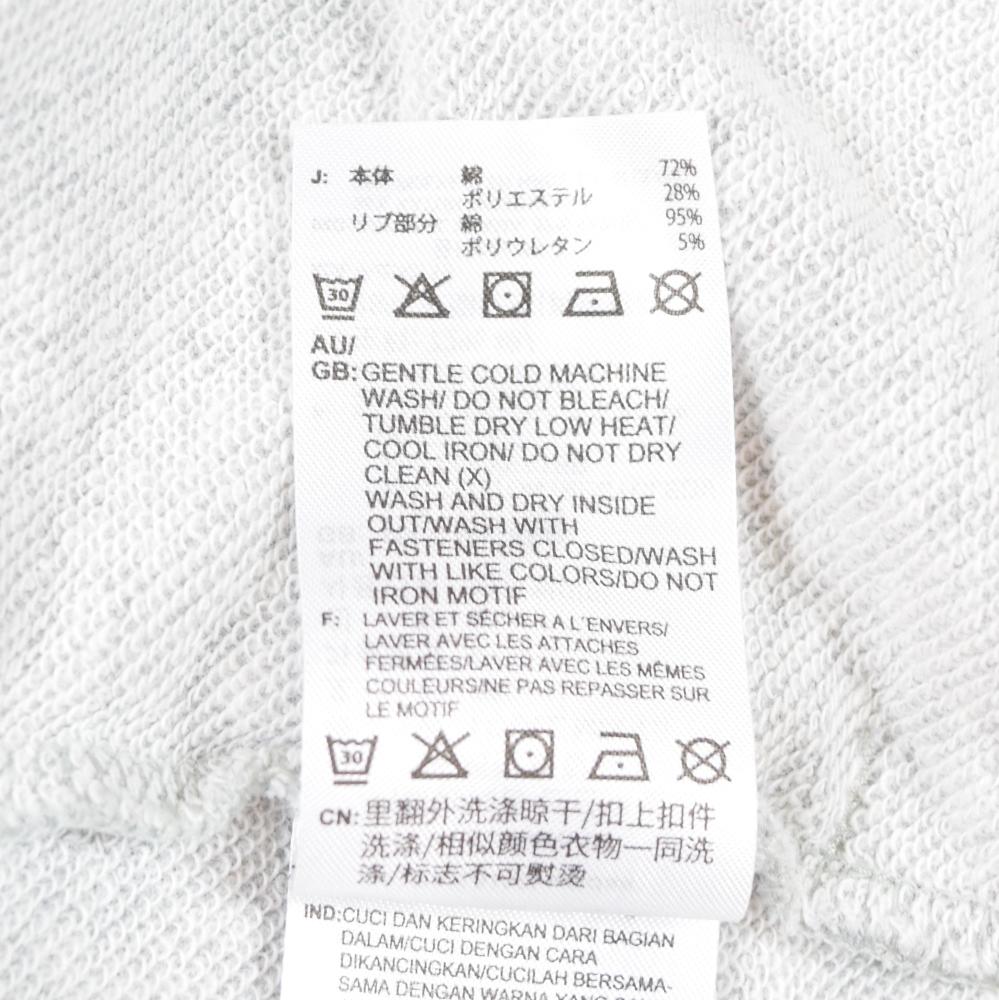 J: 本体 綿 72%
ポリエステル 28%
リブ部分 綿 95%
ポリウレタン 5%
30
AU/
GB: GENTLE COLD MACHINE
WASH/ DO NOT BLEACH/
TUMBLE DRY LOW HEAT/
COOL IRON/ DO NOT DRY
CLEAN (X)
WASH AND DRY INSIDE
OUT/WASH WITH
FASTENERS CLOSED/WASH
WITH LIKE COLORS/DO NOT
IRON MOTIF
F: LAVER ET SÉCHER A L´ENVERS/
LAVER AVEC LES ATTACHES
FERMÉES/LAVER AVEC LES MÊMES
COULEURS/NE PAS REPASSER SUR
LE MOTIF
30
CN: 里翻外洗涤晾干/扣上扣件
洗涤/相似颜色衣物一同洗
涤/标志不可熨烫
IND: CUCI DAN KERINGKAN DARI BAGIAN
DALAM/CUCI DENGAN CARA
DIKANCINGKAN/CUCILAH BERSAMA-
SAMA DENGAN WARNA YANG